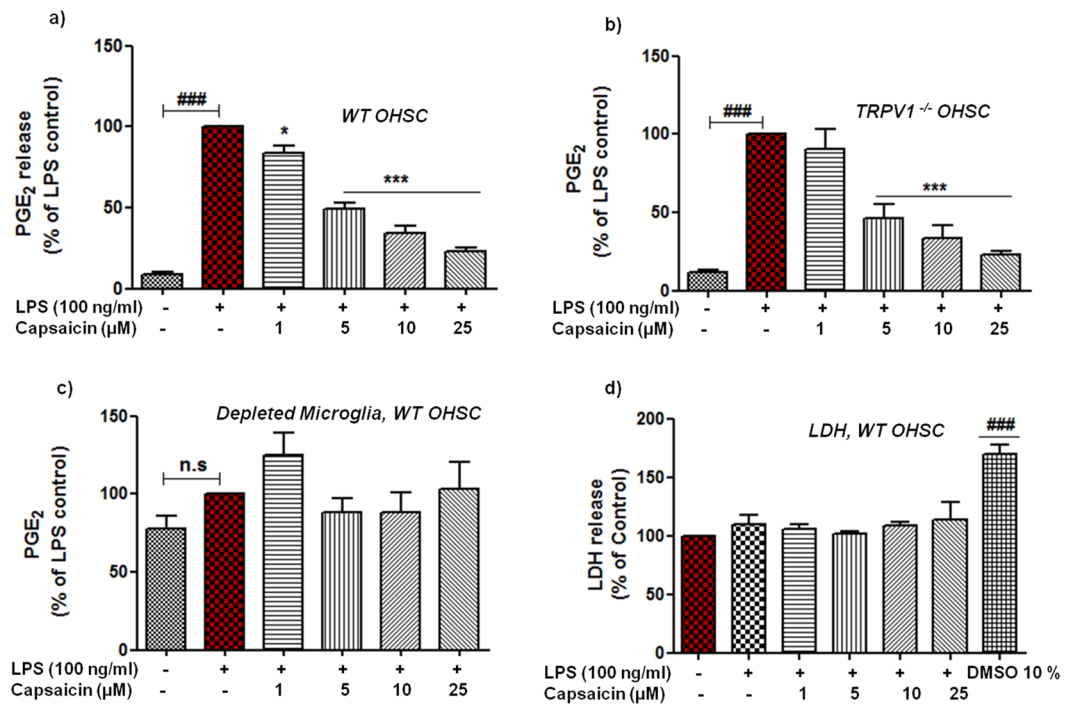 a)
PGE2 release
(% of LPS control)
150
100
50
0
###
*
***
WT OHSC
LPS (100 ng/ml) - + + + + +
Capsaicin (µM) - - 1 5 10 25
b)
PGE2
(% of LPS control)
150
100
50
0
###
***
TRPV1 -/- OHSC
LPS (100 ng/ml) - + + + + +
Capsaicin (µM) - - 1 5 10 25
c)
PGE2
(% of LPS control)
150
100
50
0
Depleted Microglia, WT OHSC
n.s
LPS (100 ng/ml) - + + + + +
Capsaicin (µM) - - 1 5 10 25
d)
LDH release
(% of Control)
200
150
100
50
0
LDH, WT OHSC
###
LPS (100 ng/ml) - + + + + + DMSO 10 %
Capsaicin (µM) - - 1 5 10 25